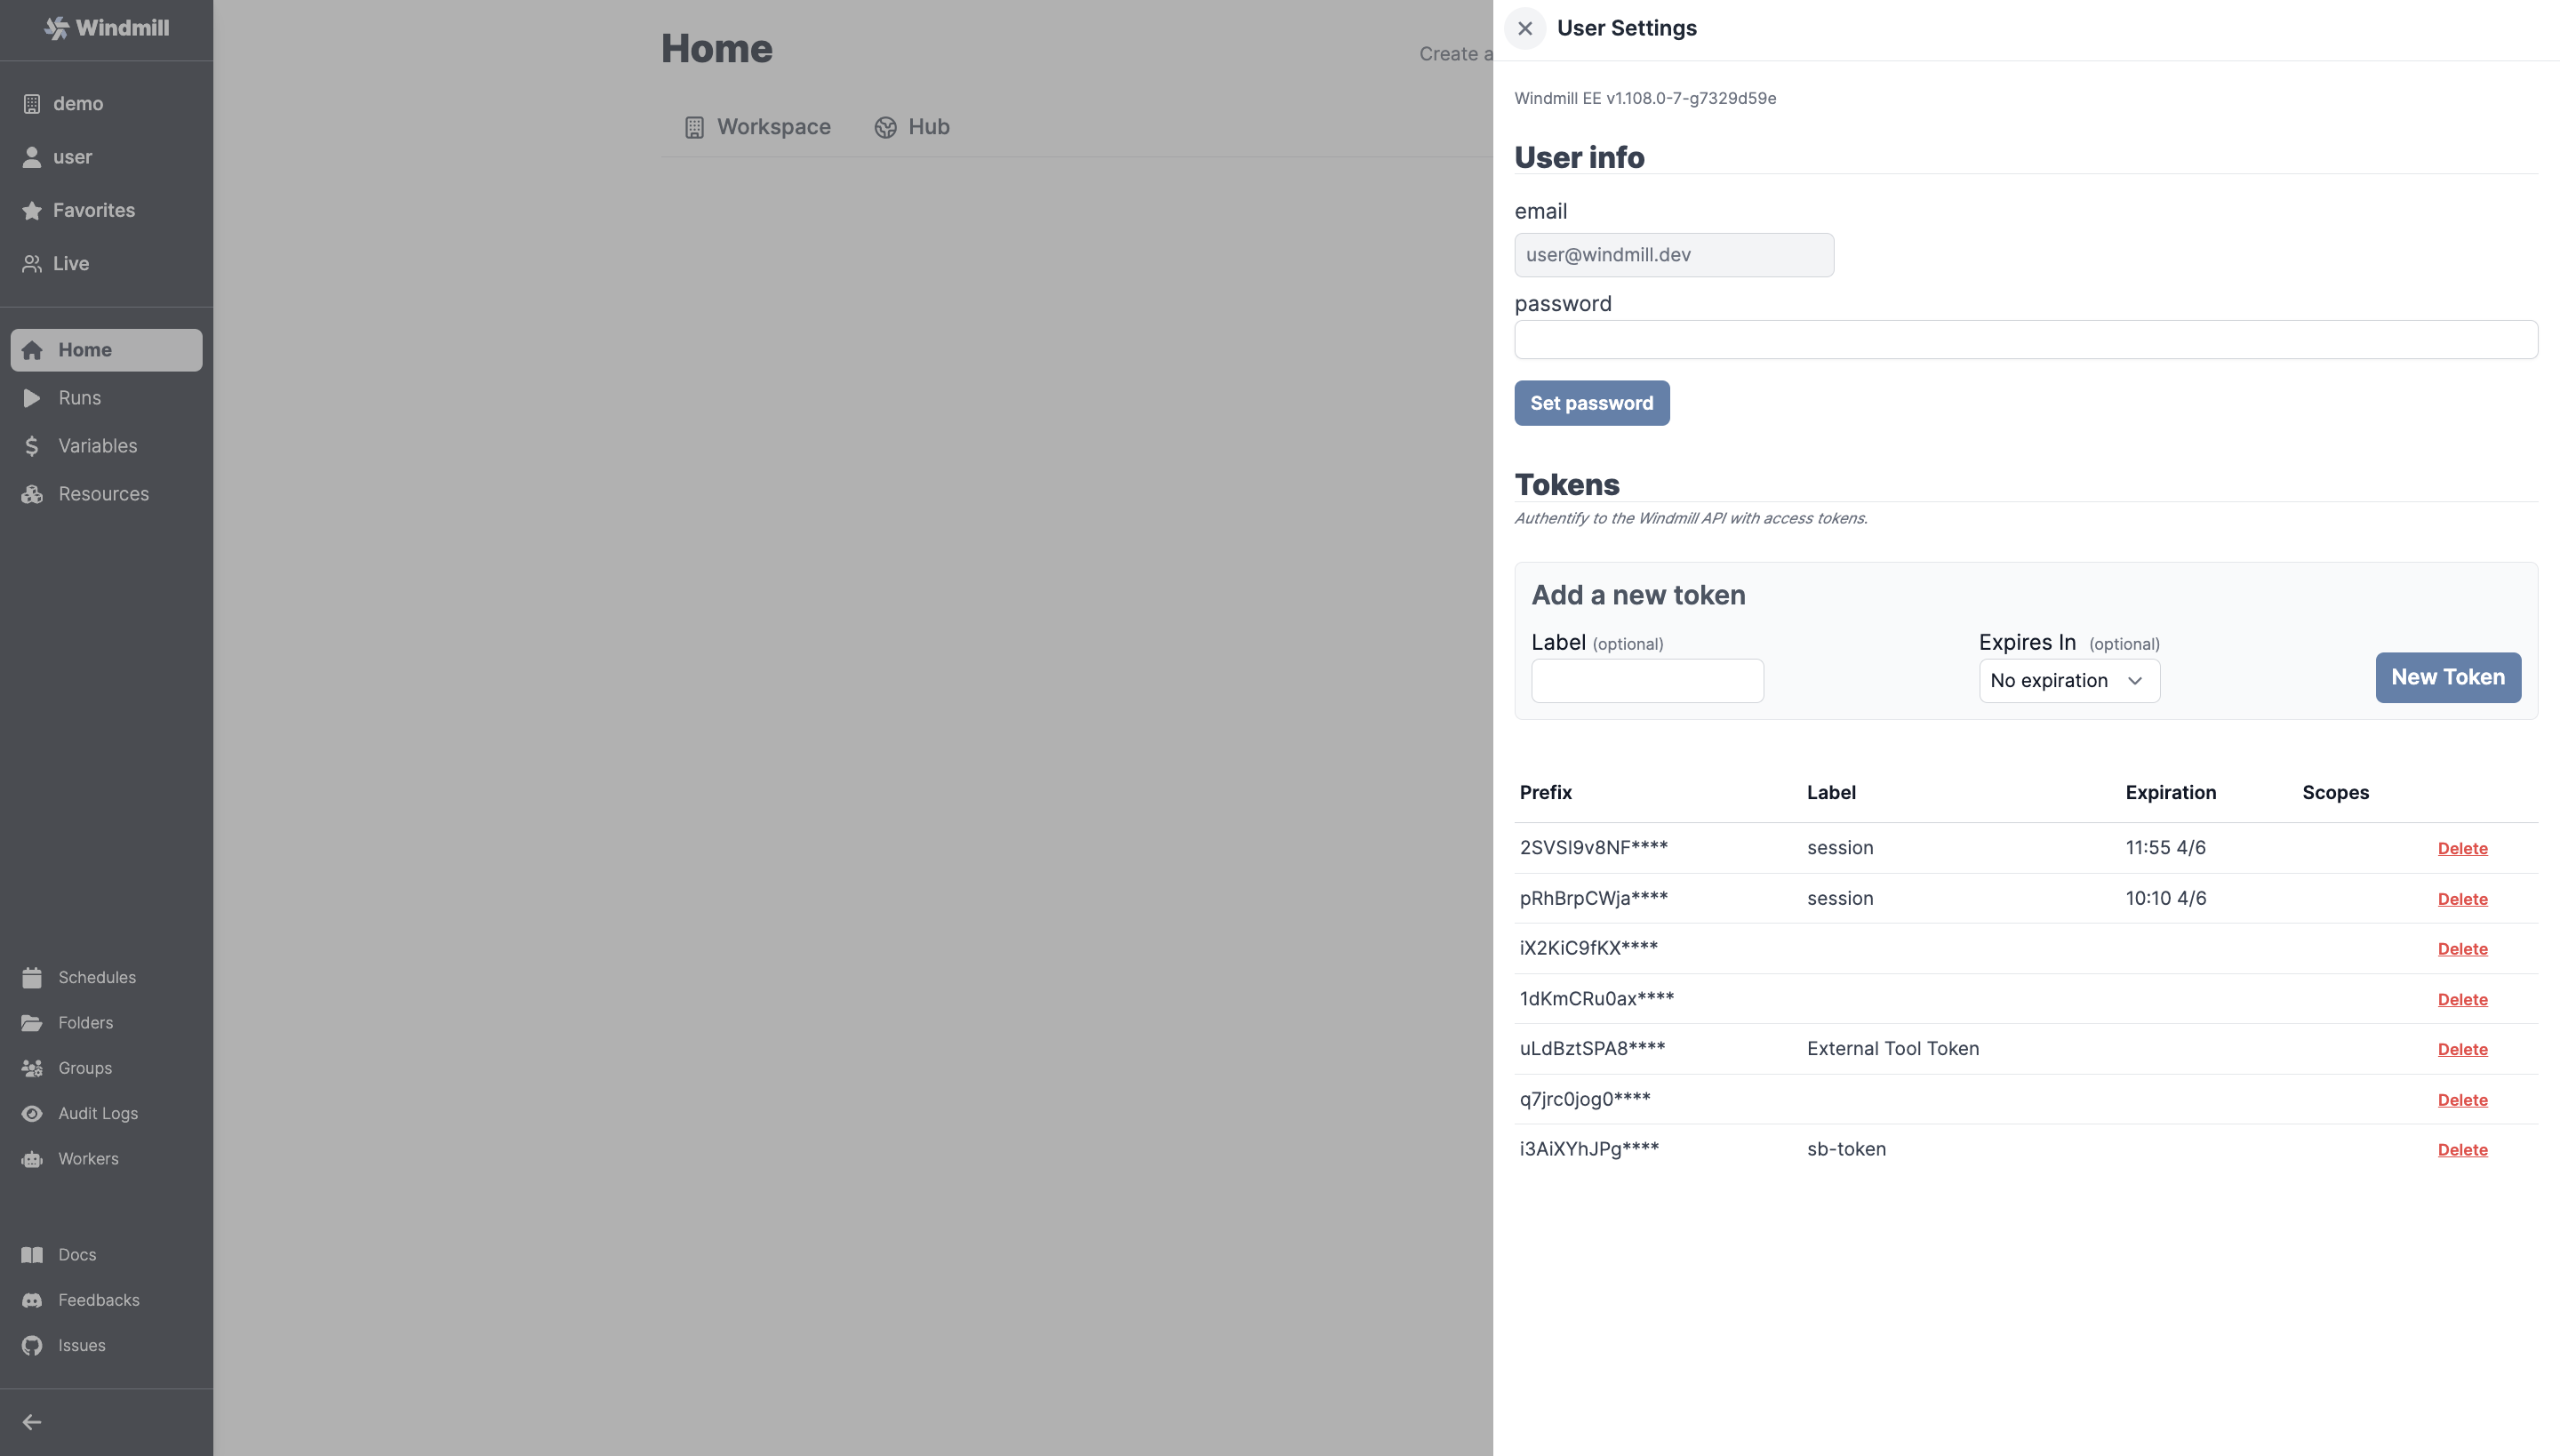 Windmill
demo
user
Favorites
Live
Home
Runs
Variables
Resources
Schedules
Folders
Groups
Audit Logs
Workers
Docs
Feedbacks
Issues
Home
Create a
Workspace Hub
User Settings
Windmill EE v1.108.0-7-g7329d59e
User info
email
user@windmill.dev
password
Set password
Tokens
Authentify to the Windmill API with access tokens.
Add a new token
Label (optional) Expires In (optional)
No expiration New Token
Prefix Label Expiration Scopes
2SVSI9v8NF**** session 11:55 4/6 Delete
pRhBrpCWja**** session 10:10 4/6 Delete
iX2KiC9fKX**** Delete
1dKmCRu0ax**** Delete
uLdBztSPA8**** External Tool Token Delete
q7jrc0jog0**** Delete
i3AiXYhJPg**** sb-token Delete